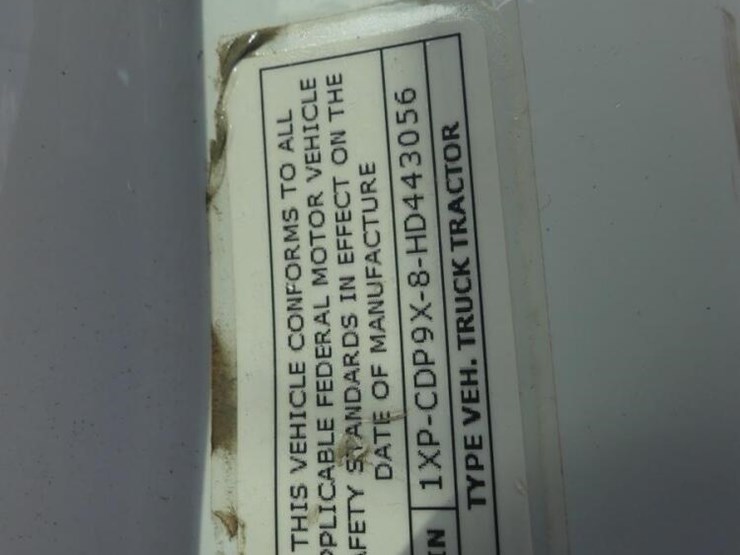 THIS VEHICLE CONFORMS TO ALL
PPLICABLE FEDERAL MOTOR VEHICLE
AFETY STANDARDS IN EFFECT ON THE
DATE OF MANUFACTURE
IN 1XP-CDP9X-8-HD443056
TYPE VEH. TRUCK TRACTOR